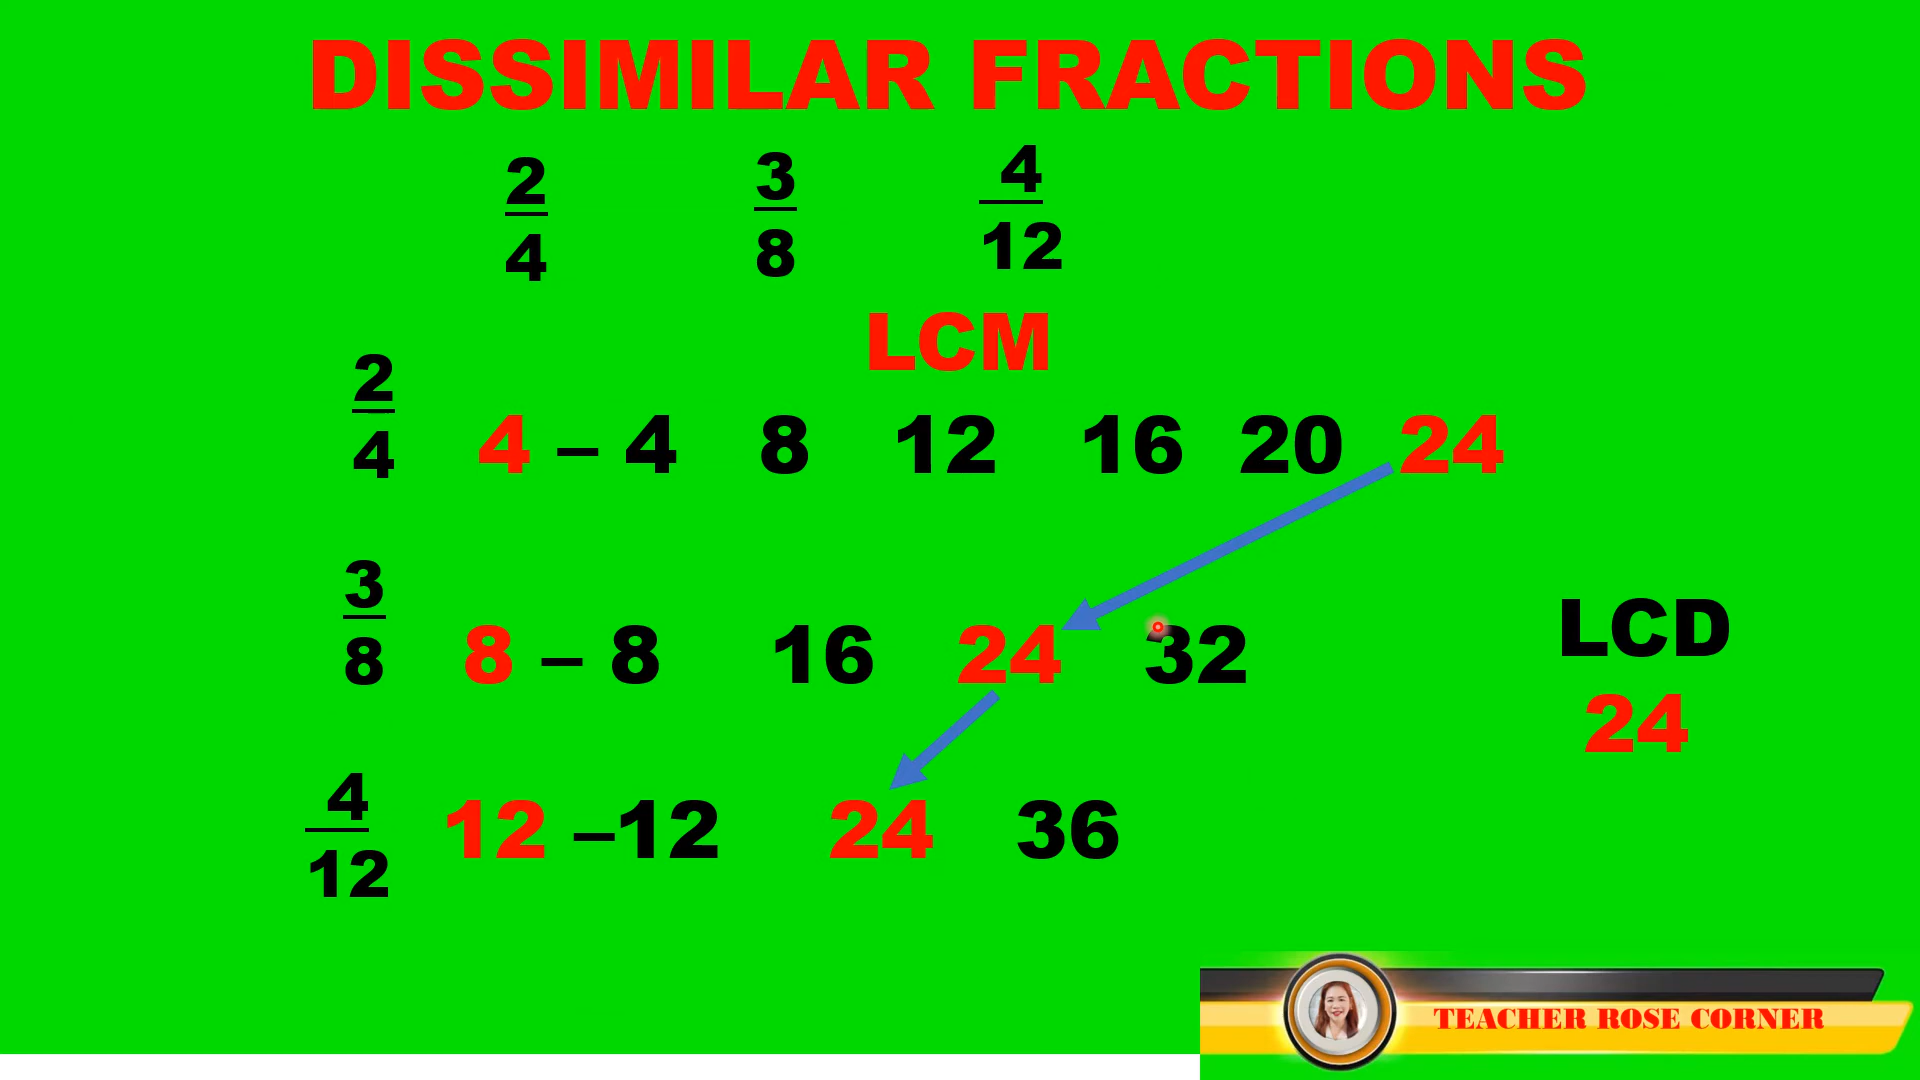 DISSIMILAR FRACTIONS
2 3 4
4 8 12
LCM
2
4 4 – 4 8 12 16 20 24
3
8 8 – 8 16 24 32
LCD
24
4
12 12 –12 24 36
TEACHER ROSE CORNER